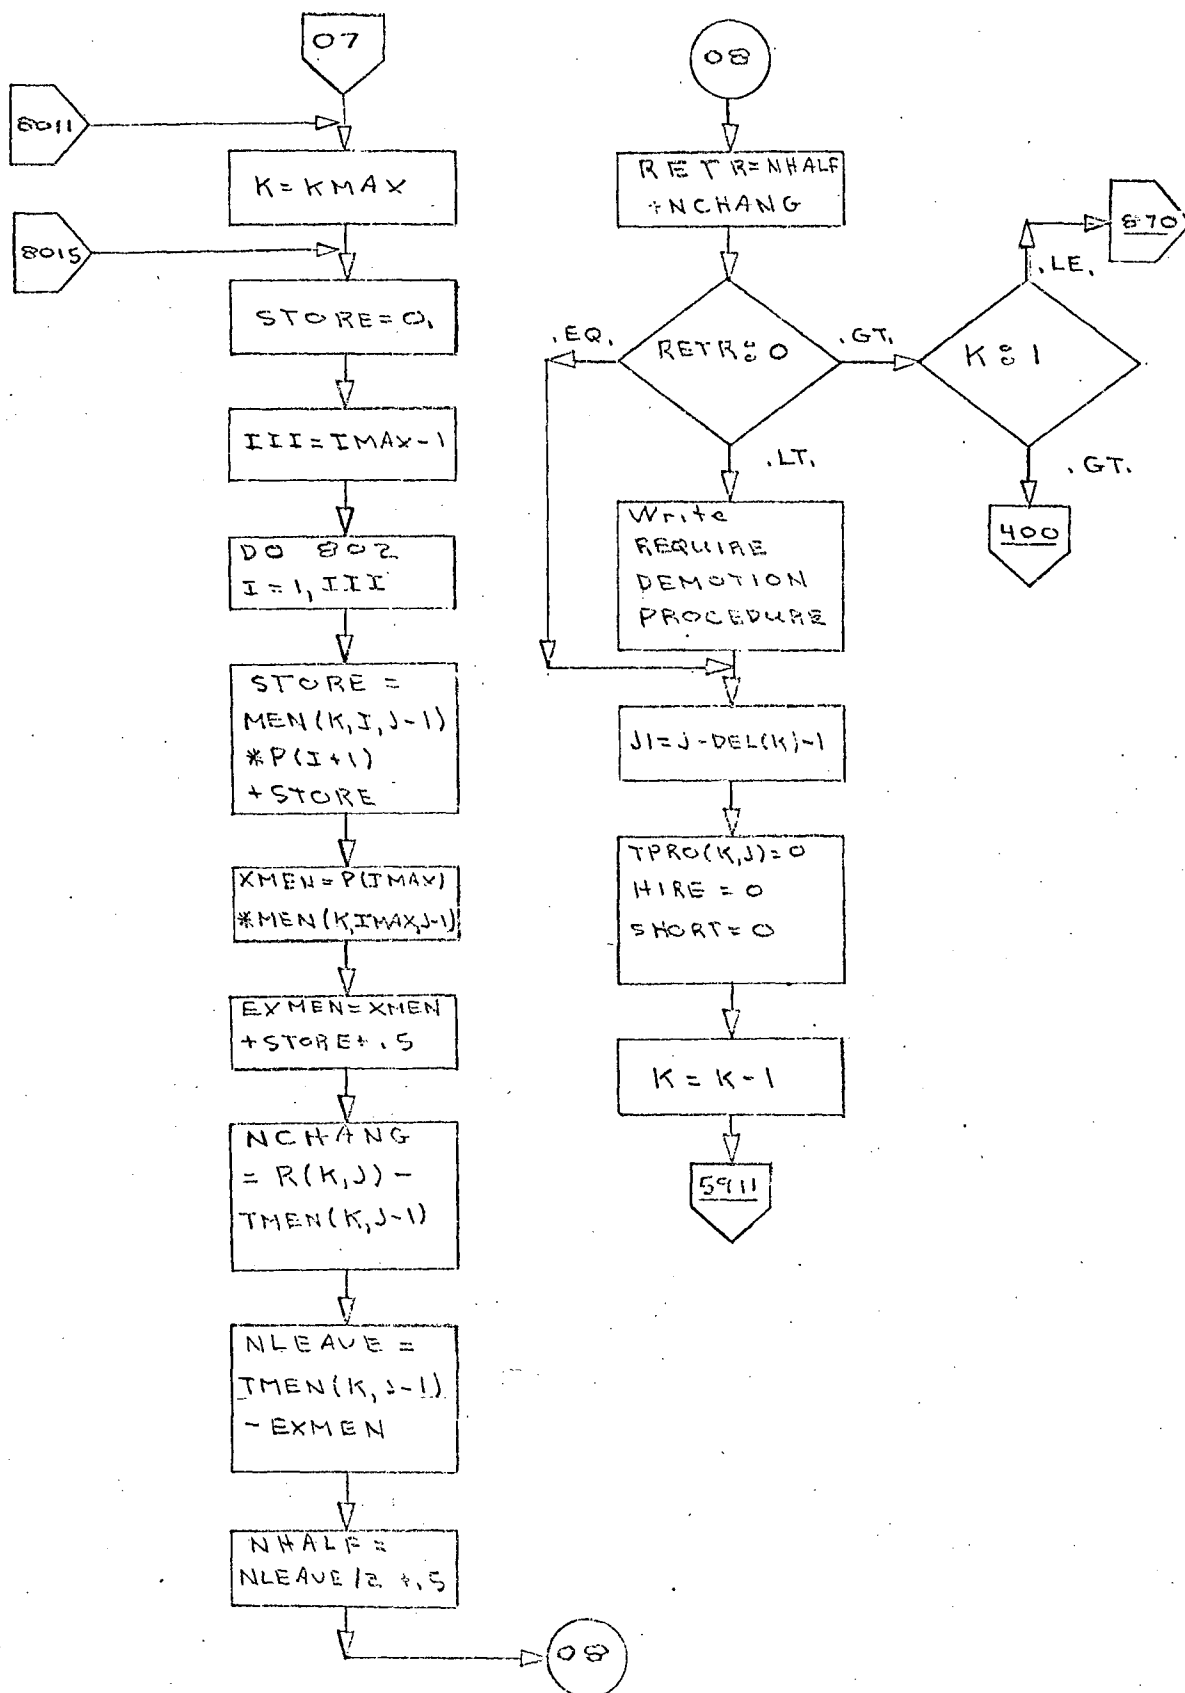 07
8011
K = KMAX
8015
STORE = 0.
III = IMAX - 1
DO 802
I = 1, III
STORE =
MEN(K,I,J-1)
*P(I+1)
+STORE
XMEN=P(IMAX)
*MEN(K,IMAX,J-1)
EXMEN=XMEN
+STORE+.5
NCHANG
= R(K,J) -
TMEN(K,J-1)
NLEAVE =
TMEN(K,J-1)
- EXMEN
NHALF =
NLEAVE/2 +.5
08
08
RETR=NHALF
+NCHANG
RETR : 0
.EQ.
.GT.
.LT.
K : 1
.LE.
870
.GT.
400
Write
REQUIRE
DEMOTION
PROCEDURE
J1=J-DEL(K)-1
TPRO(K,J)=0
HIRE = 0
SHORT = 0
K = K - 1
5911